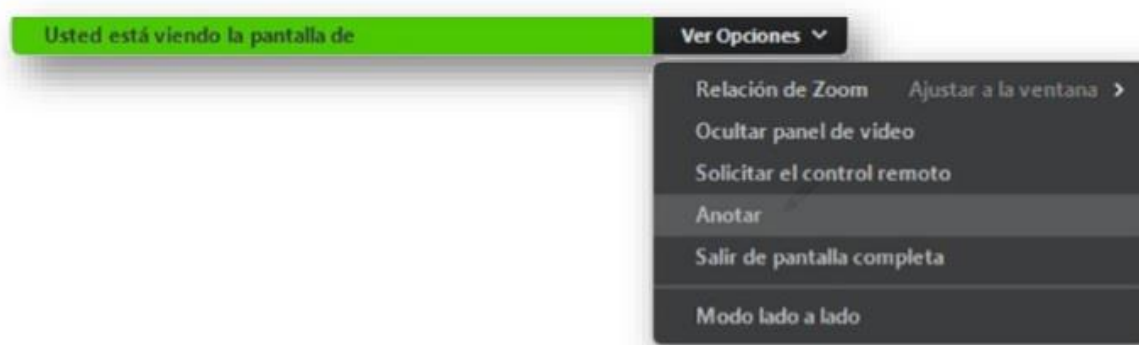 Usted está viendo la pantalla de
Ver Opciones
Relación de Zoom Ajustar a la ventana >
Ocultar panel de video
Solicitar el control remoto
Anotar
Salir de pantalla completa
Modo lado a lado